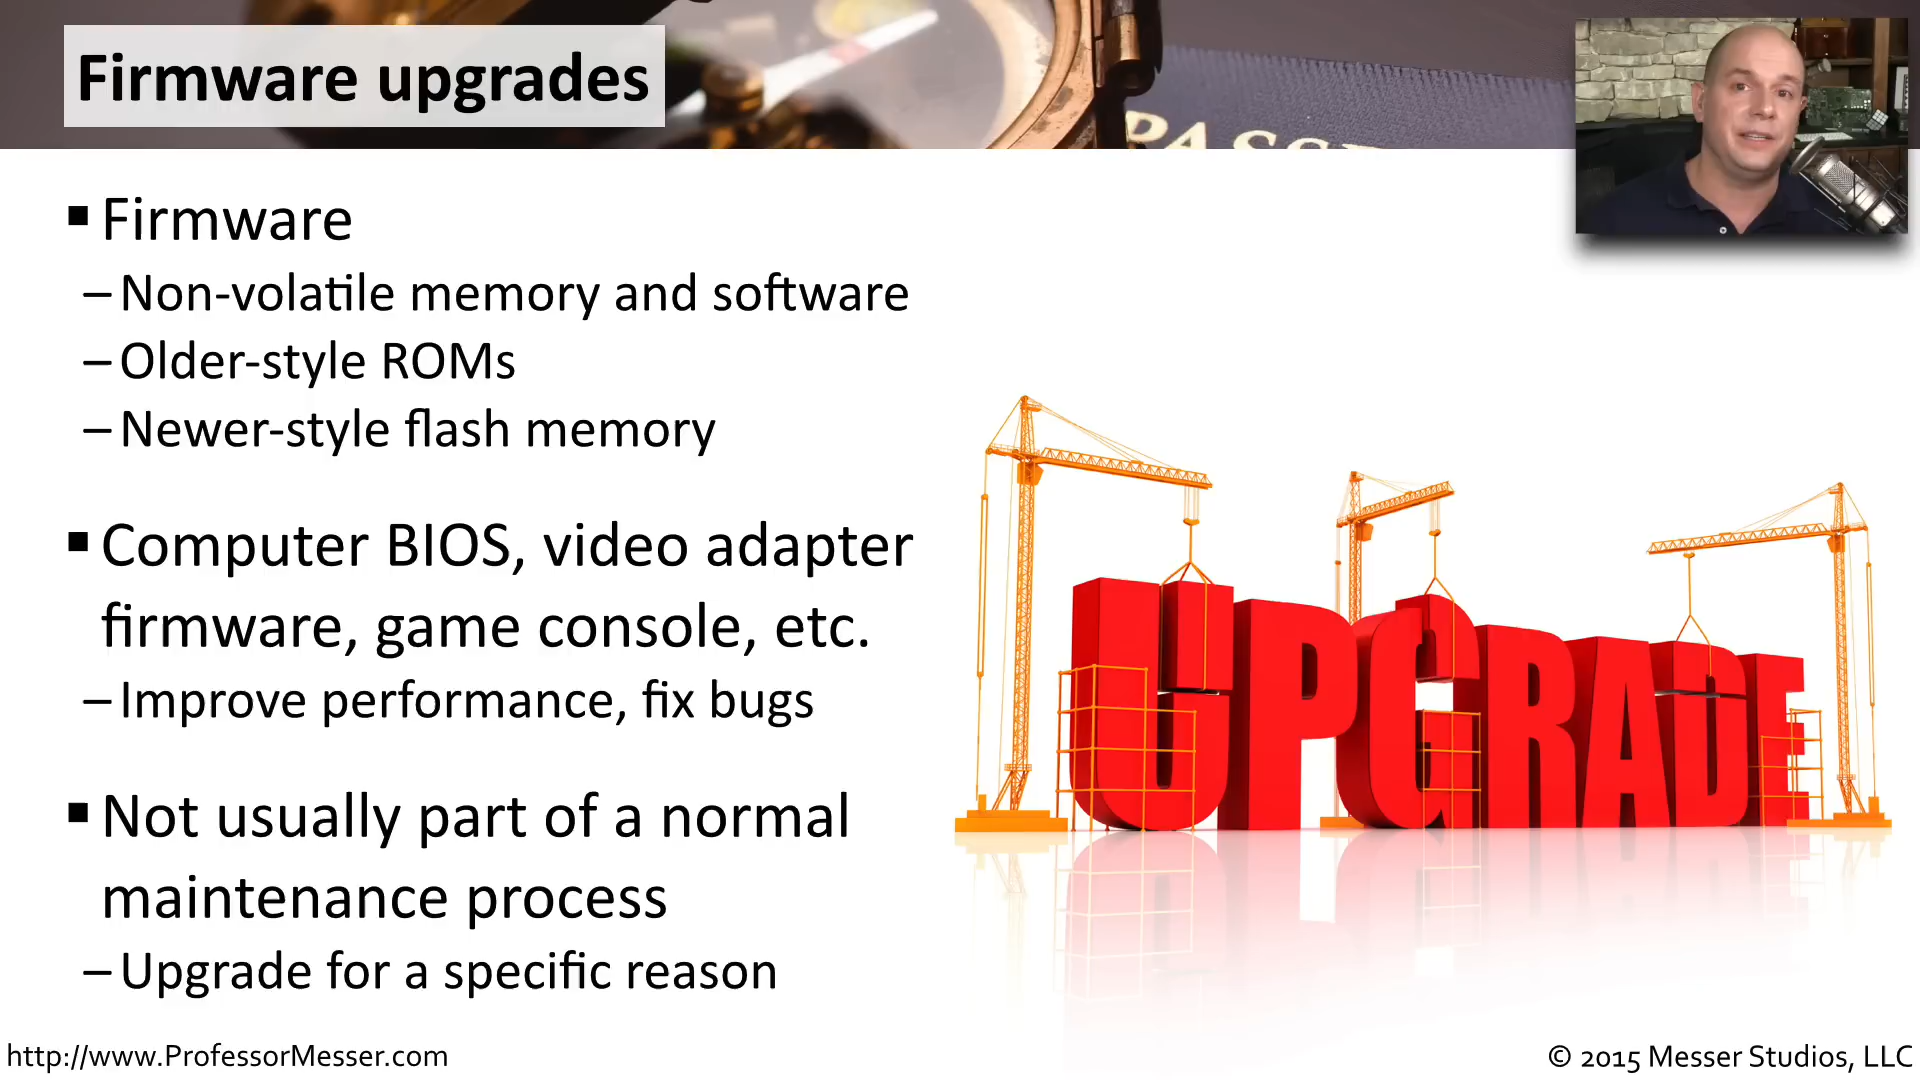 Firmware upgrades
PASS
▪ Firmware
– Non-volatile memory and software
– Older-style ROMs
– Newer-style flash memory
▪ Computer BIOS, video adapter
firmware, game console, etc.
– Improve performance, fix bugs
▪ Not usually part of a normal
maintenance process
– Upgrade for a specific reason
UPGRADE
http://www.ProfessorMesser.com
© 2015 Messer Studios, LLC